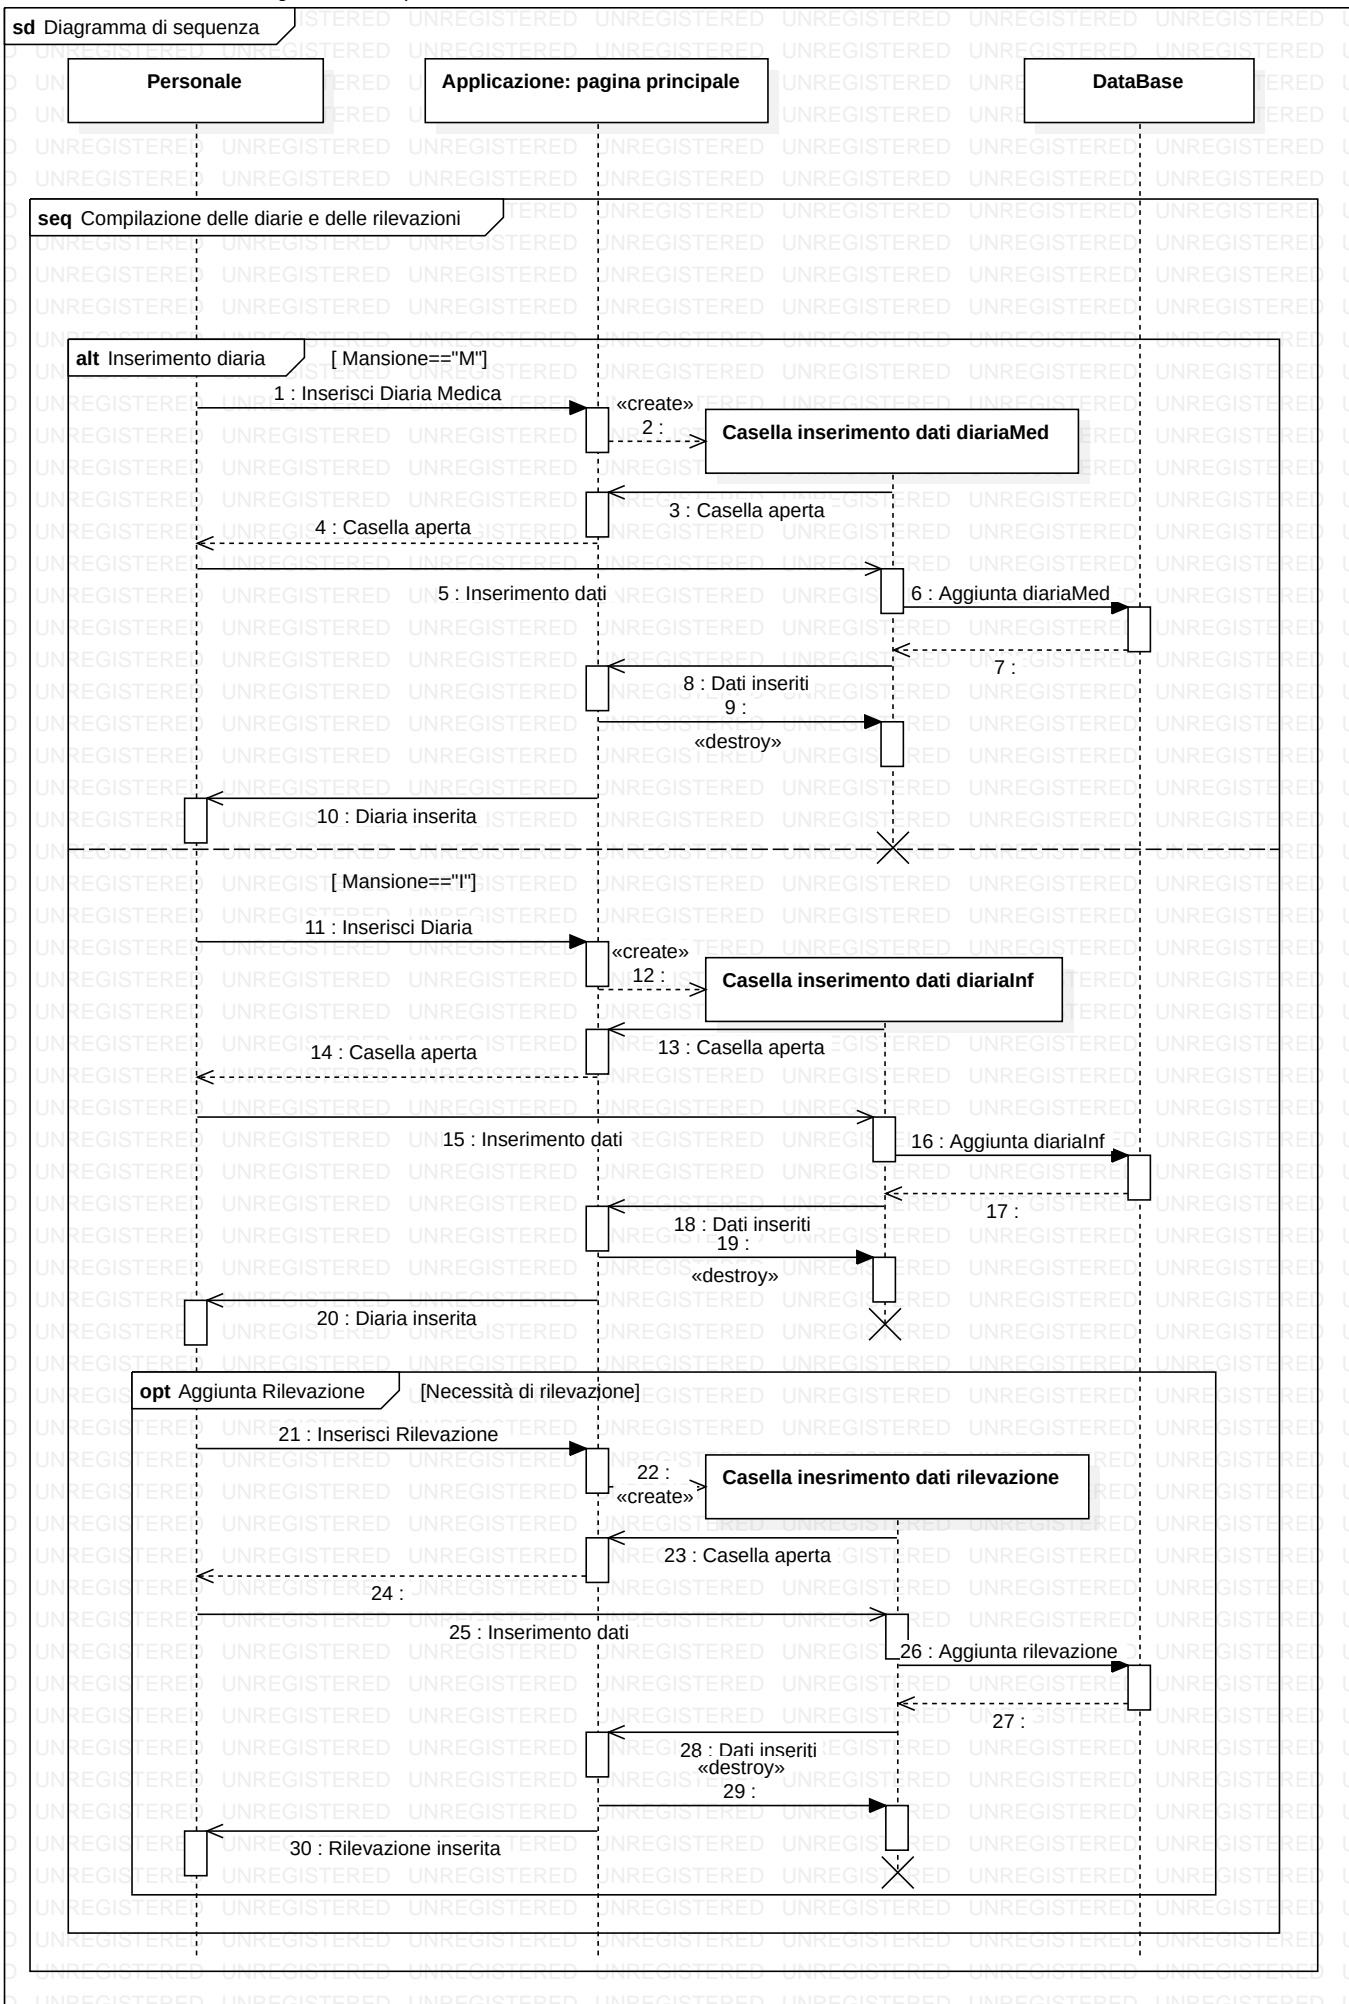 sd Diagramma di sequenza
Personale
Applicazione: pagina principale
DataBase
seq Compilazione delle diarie e delle rilevazioni
alt Inserimento diaria
[ Mansione=="M"]
1 : Inserisci Diaria Medica
«create»
2 :
Casella inserimento dati diariaMed
3 : Casella aperta
4 : Casella aperta
5 : Inserimento dati
6 : Aggiunta diariaMed
7 :
8 : Dati inseriti
9 :
«destroy»
10 : Diaria inserita
[ Mansione=="I"]
11 : Inserisci Diaria
«create»
12 :
Casella inserimento dati diariaInf
13 : Casella aperta
14 : Casella aperta
15 : Inserimento dati
16 : Aggiunta diariaInf
17 :
18 : Dati inseriti
19 :
«destroy»
20 : Diaria inserita
opt Aggiunta Rilevazione
[Necessità di rilevazione]
21 : Inserisci Rilevazione
22 :
«create»
Casella inesrimento dati rilevazione
23 : Casella aperta
24 :
25 : Inserimento dati
26 : Aggiunta rilevazione
27 :
28 : Dati inseriti
«destroy»
29 :
30 : Rilevazione inserita
UNREGISTERED